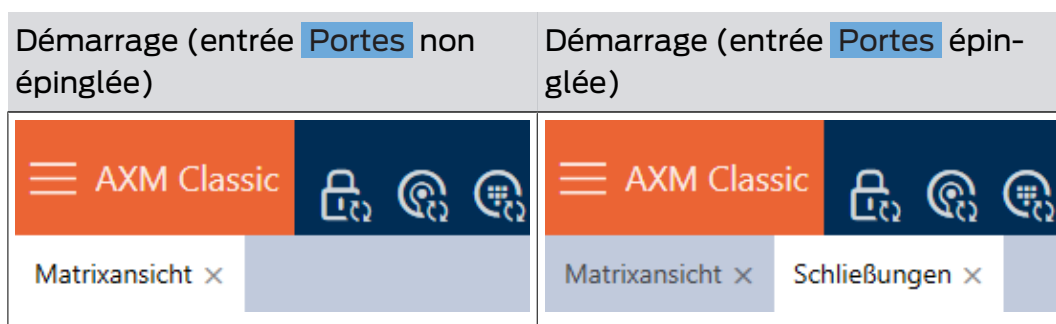 Démarrage (entrée Portes non
épinglée)
Démarrage (entrée Portes épin-
glée)
AXM Classic
Matrixansicht ×
AXM Classic
Matrixansicht × Schließungen ×